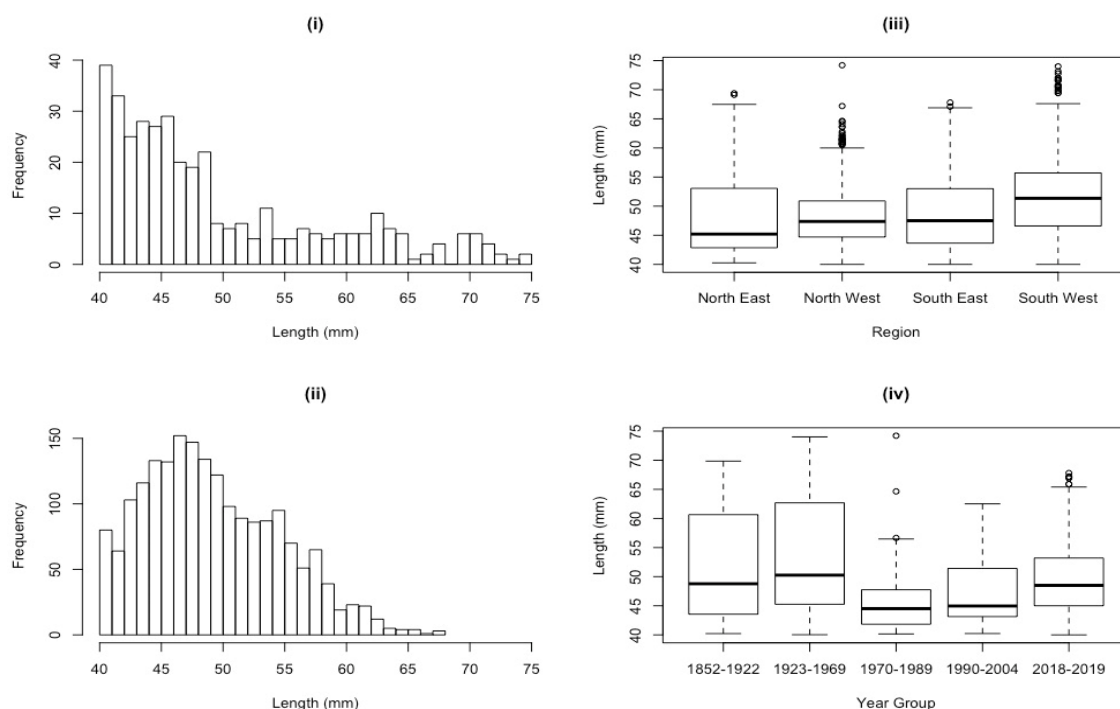 (i)
40
30
20
10
0
Frequency
40 45 50 55 60 65 70 75
Length (mm)
(iii)
75
70
65
60
55
50
45
40
Length (mm)
North East North West South East South West
Region
(ii)
150
100
50
0
Frequency
40 45 50 55 60 65 70 75
Length (mm)
(iv)
75
70
65
60
55
50
45
40
Length (mm)
1852-1922 1923-1969 1970-1989 1990-2004 2018-2019
Year Group